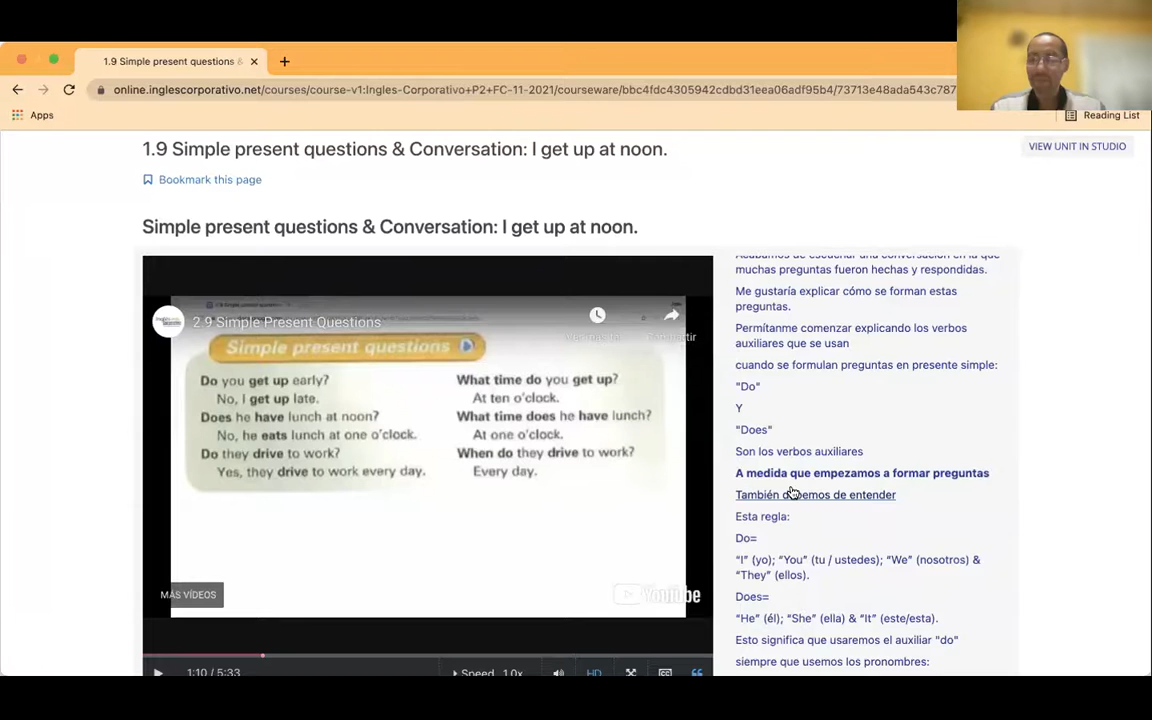 1.9 Simple present questions &
online.inglescorporativo.net/courses/course-v1:Ingles-Corporativo+P2+FC-11-2021/courseware/bbc4fdc4305942cdbd31eea06adf95b4/73713e48ada543c787
Apps
Reading List
1.9 Simple present questions & Conversation: I get up at noon.
VIEW UNIT IN STUDIO
Bookmark this page
Simple present questions & Conversation: I get up at noon.
2.9 Simple Present Questions
Simple present questions
Do you get up early?
No, I get up late.
Does he have lunch at noon?
No, he eats lunch at one o'clock.
Do they drive to work?
Yes, they drive to work every day.
What time do you get up?
At ten o'clock.
What time does he have lunch?
At one o'clock.
When do they drive to work?
Every day.
MÁS VÍDEOS
YouTube
1:10 / 5:33
Speed 1.0x
HD
Acabamos de escuchar una conversación en la que
muchas preguntas fueron hechas y respondidas.
Me gustaría explicar cómo se forman estas
preguntas.
Permítanme comenzar explicando los verbos
auxiliares que se usan
cuando se formulan preguntas en presente simple:
"Do"
Y
"Does"
Son los verbos auxiliares
A medida que empezamos a formar preguntas
También debemos de entender
Esta regla:
Do=
“I” (yo); “You” (tu / ustedes); “We” (nosotros) &
“They” (ellos).
Does=
“He” (él); “She” (ella) & “It” (este/esta).
Esto significa que usaremos el auxiliar "do"
siempre que usemos los pronombres: